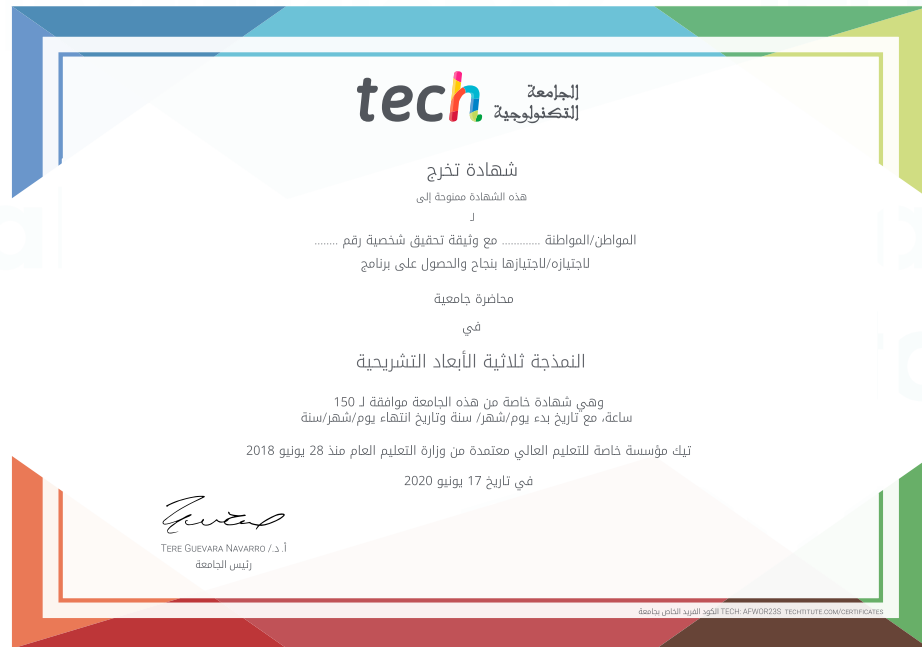 tech
الجامعة
التكنولوجية
شهادة تخرج
هذه الشهادة ممنوحة إلى
لـ
المواطن/المواطنة ............ مع وثيقة تحقيق شخصية رقم ........
لاجتيازه/لاجتيازها بنجاح والحصول على برنامج
محاضرة جامعية
في
النمذجة ثلاثية الأبعاد التشريحية
وهي شهادة خاصة من هذه الجامعة موافقة لـ 150
ساعة، مع تاريخ بدء يوم/شهر/ سنة وتاريخ انتهاء يوم/شهر/سنة
تيك مؤسسة خاصة للتعليم العالي معتمدة من وزارة التعليم العام منذ 28 يونيو 2018
في تاريخ 17 يونيو 2020
أ. د./ TERE GUEVARA NAVARRO
رئيس الجامعة
الكود الفريد الخاص بجامعة TECH: AFWOR23S TECHTITUTE.COM/CERTIFICATES